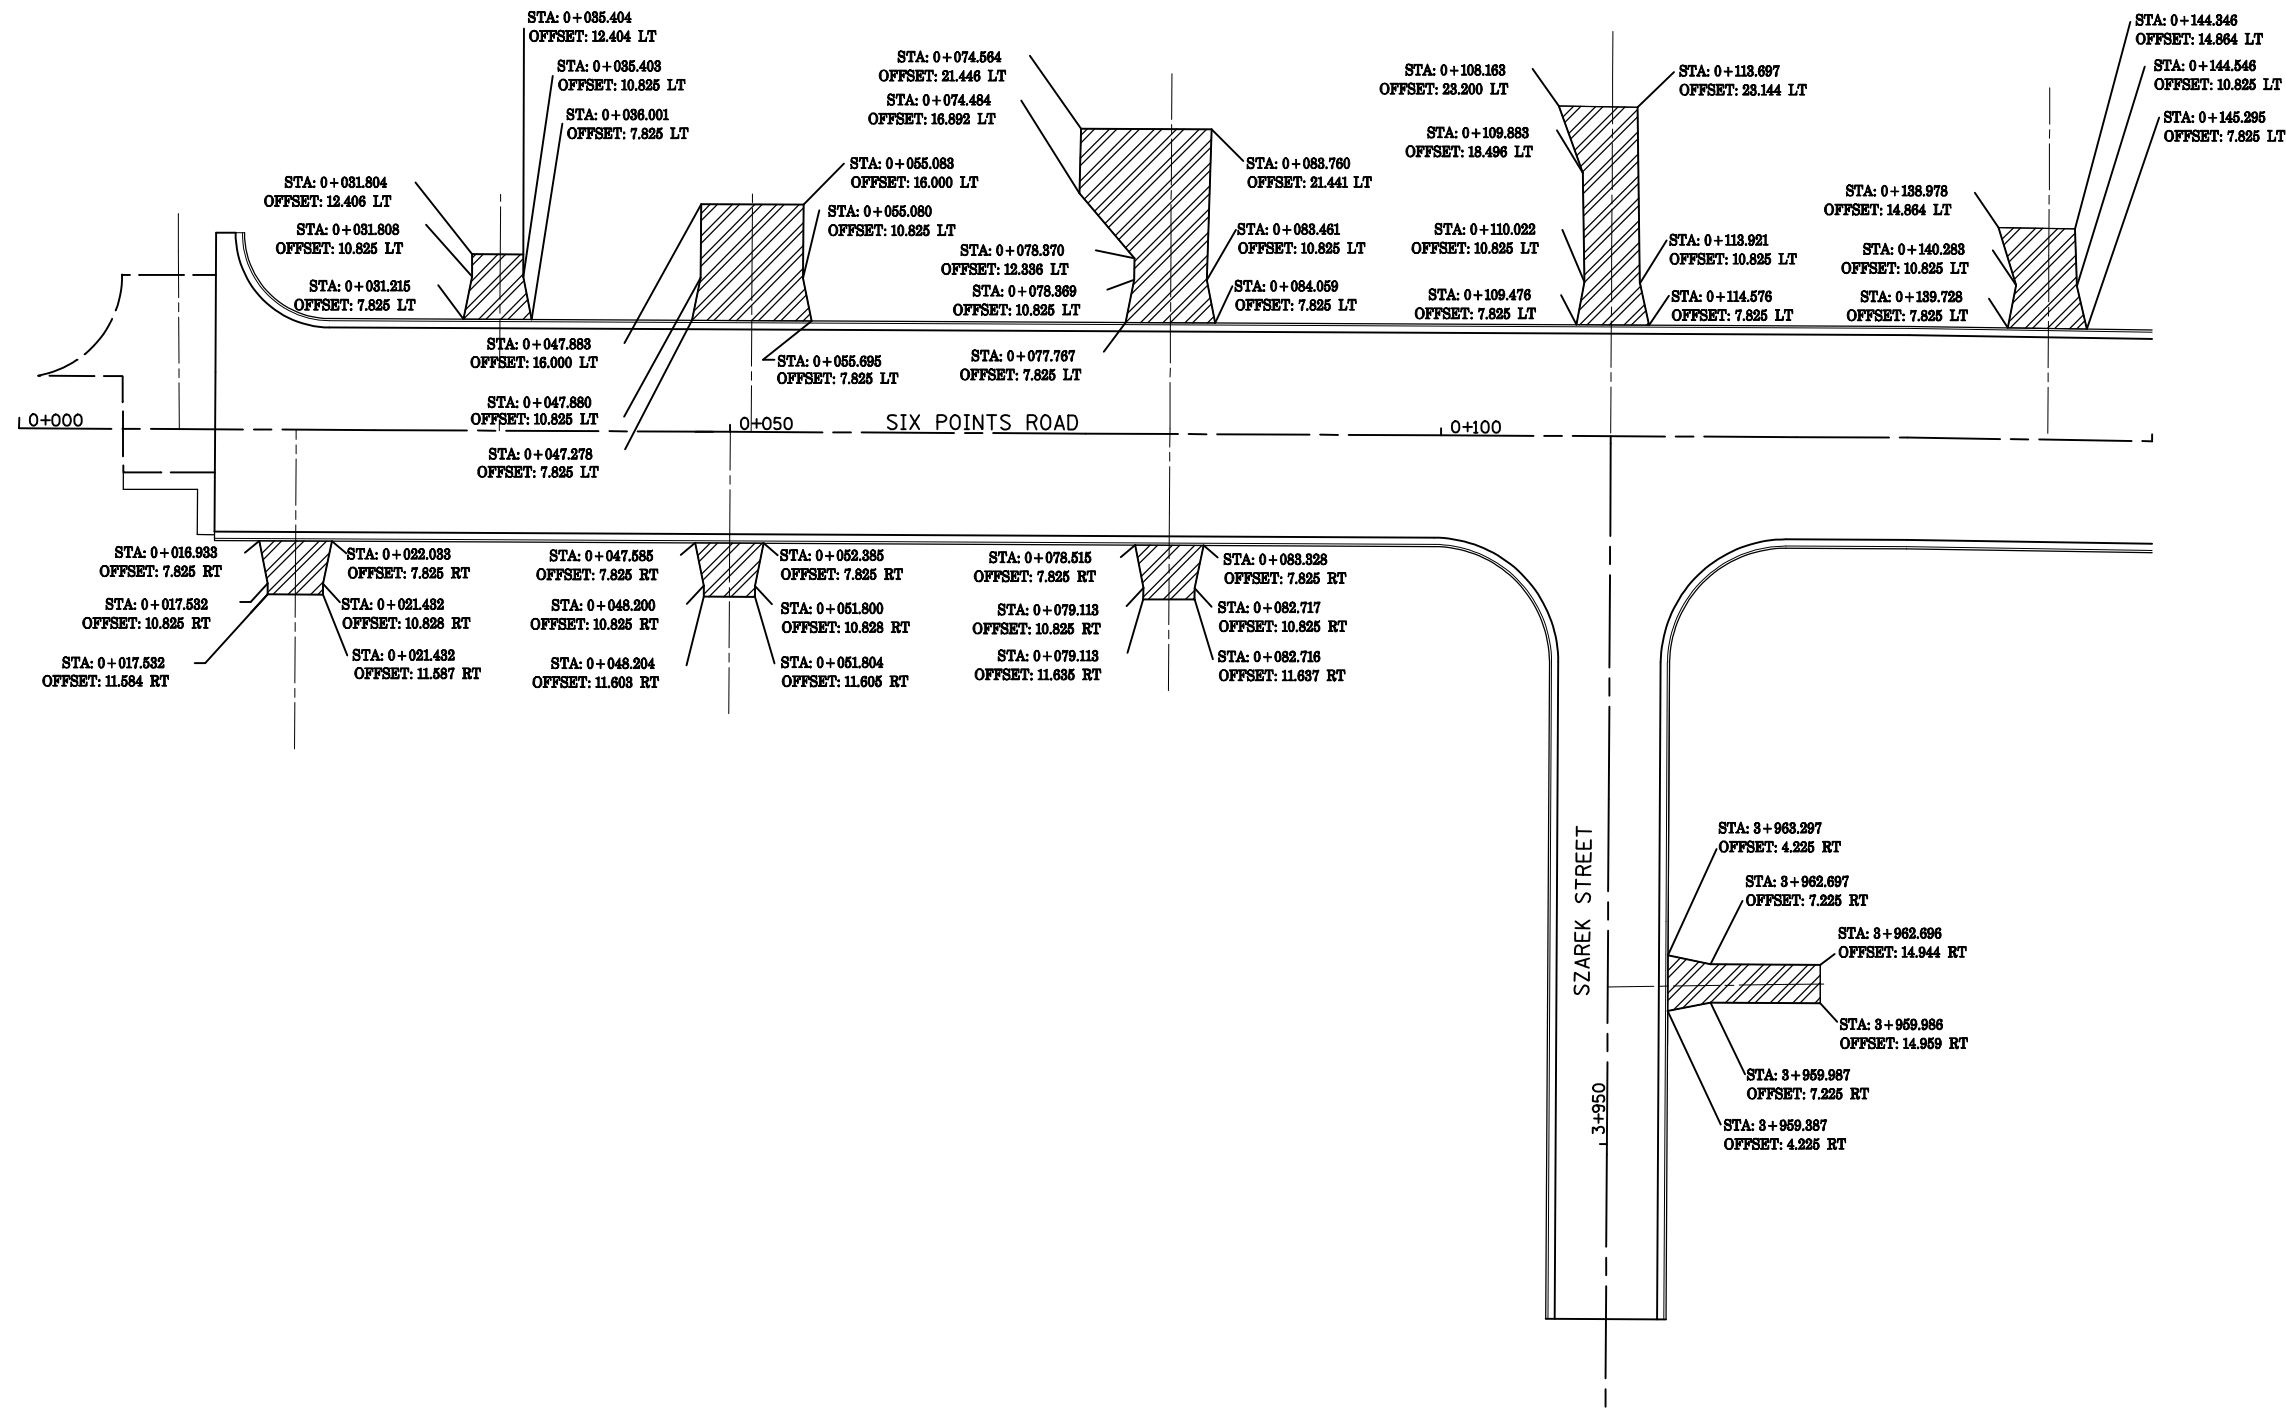 STA: 0+035.404
OFFSET: 12.404 LT
STA: 0+035.403
OFFSET: 10.825 LT
STA: 0+036.001
OFFSET: 7.825 LT
STA: 0+031.804
OFFSET: 12.406 LT
STA: 0+031.808
OFFSET: 10.825 LT
STA: 0+031.215
OFFSET: 7.825 LT
STA: 0+055.083
OFFSET: 16.000 LT
STA: 0+055.080
OFFSET: 10.825 LT
STA: 0+047.883
OFFSET: 16.000 LT
STA: 0+055.695
OFFSET: 7.825 LT
STA: 0+047.880
OFFSET: 10.825 LT
STA: 0+047.278
OFFSET: 7.825 LT
STA: 0+074.564
OFFSET: 21.446 LT
STA: 0+074.484
OFFSET: 16.892 LT
STA: 0+083.760
OFFSET: 21.441 LT
STA: 0+078.370
OFFSET: 12.336 LT
STA: 0+083.461
OFFSET: 10.825 LT
STA: 0+078.369
OFFSET: 10.825 LT
STA: 0+084.059
OFFSET: 7.825 LT
STA: 0+077.767
OFFSET: 7.825 LT
STA: 0+108.163
OFFSET: 23.200 LT
STA: 0+113.697
OFFSET: 23.144 LT
STA: 0+109.883
OFFSET: 18.496 LT
STA: 0+110.022
OFFSET: 10.825 LT
STA: 0+113.921
OFFSET: 10.825 LT
STA: 0+109.476
OFFSET: 7.825 LT
STA: 0+114.576
OFFSET: 7.825 LT
STA: 0+144.346
OFFSET: 14.864 LT
STA: 0+144.546
OFFSET: 10.825 LT
STA: 0+145.295
OFFSET: 7.825 LT
STA: 0+138.978
OFFSET: 14.864 LT
STA: 0+140.283
OFFSET: 10.825 LT
STA: 0+139.728
OFFSET: 7.825 LT
0+000
0+050
SIX POINTS ROAD
0+100
STA: 0+016.933
OFFSET: 7.825 RT
STA: 0+022.033
OFFSET: 7.825 RT
STA: 0+017.532
OFFSET: 10.825 RT
STA: 0+021.432
OFFSET: 10.828 RT
STA: 0+017.532
OFFSET: 11.584 RT
STA: 0+021.432
OFFSET: 11.587 RT
STA: 0+047.585
OFFSET: 7.825 RT
STA: 0+052.385
OFFSET: 7.825 RT
STA: 0+048.200
OFFSET: 10.825 RT
STA: 0+051.800
OFFSET: 10.828 RT
STA: 0+048.204
OFFSET: 11.603 RT
STA: 0+051.804
OFFSET: 11.605 RT
STA: 0+078.515
OFFSET: 7.825 RT
STA: 0+083.328
OFFSET: 7.825 RT
STA: 0+079.113
OFFSET: 10.825 RT
STA: 0+082.717
OFFSET: 10.825 RT
STA: 0+079.113
OFFSET: 11.635 RT
STA: 0+082.716
OFFSET: 11.637 RT
SZAREK STREET
3+950
STA: 3+963.297
OFFSET: 4.225 RT
STA: 3+962.697
OFFSET: 7.225 RT
STA: 3+962.696
OFFSET: 14.944 RT
STA: 3+959.986
OFFSET: 14.959 RT
STA: 3+959.987
OFFSET: 7.225 RT
STA: 3+959.387
OFFSET: 4.225 RT